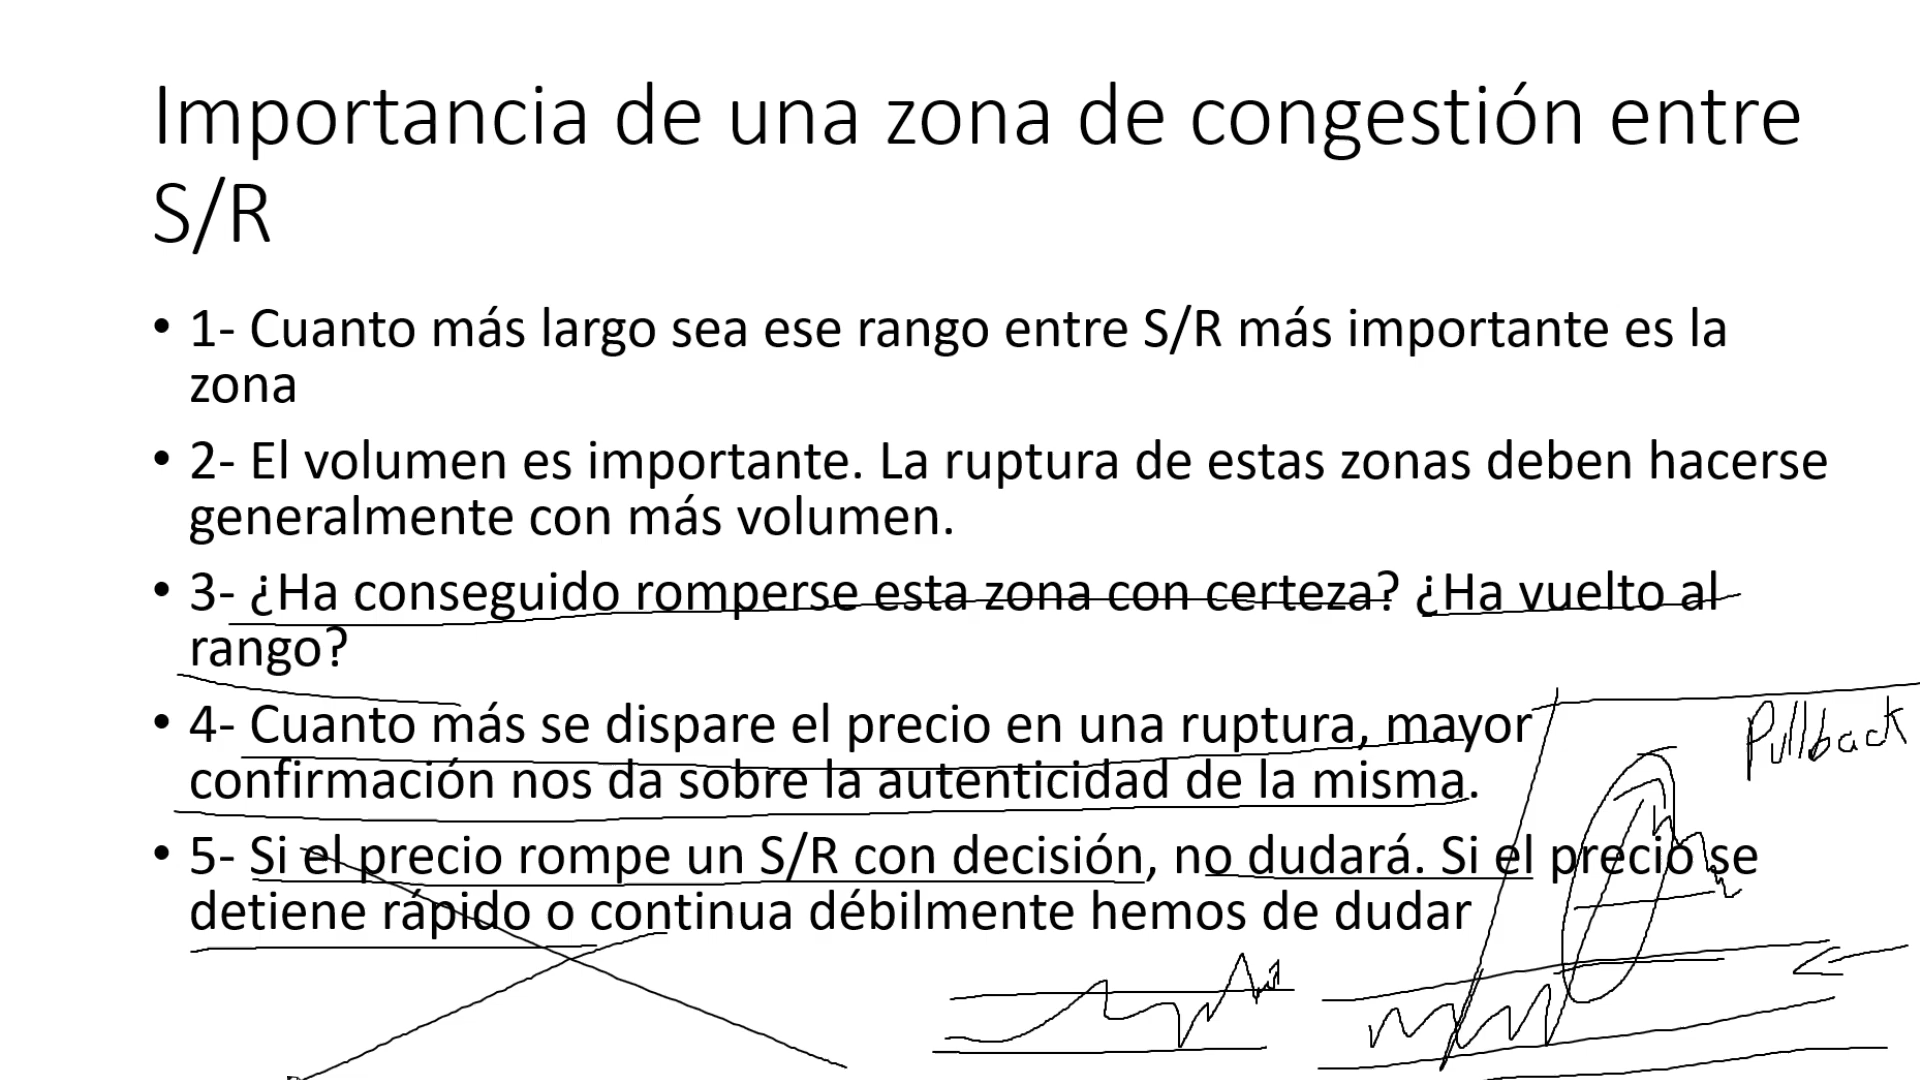 Importancia de una zona de congestión entre
S/R
• 1- Cuanto más largo sea ese rango entre S/R más importante es la
zona
• 2- El volumen es importante. La ruptura de estas zonas deben hacerse
generalmente con más volumen.
• 3- ¿Ha conseguido romperse esta zona con certeza? ¿Ha vuelto al
rango?
• 4- Cuanto más se dispare el precio en una ruptura, mayor
confirmación nos da sobre la autenticidad de la misma.
Pullback
• 5- Si el precio rompe un S/R con decisión, no dudará. Si el precio se
detiene rápido o continua débilmente hemos de dudar